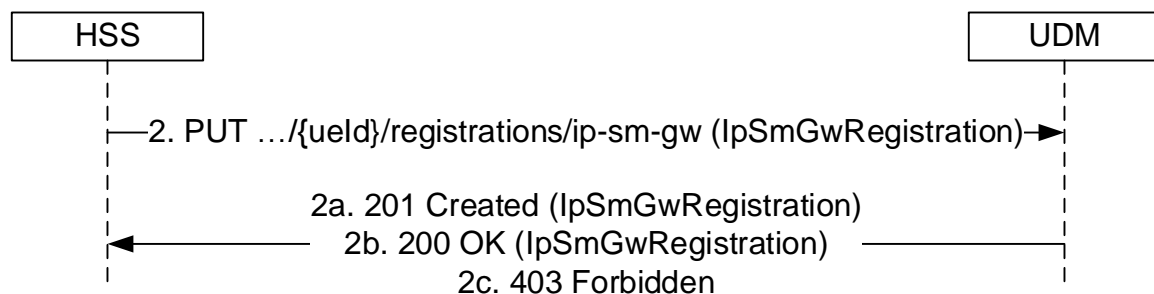 HSS
UDM
2. PUT …/{ueId}/registrations/ip-sm-gw (IpSmGwRegistration)
2a. 201 Created (IpSmGwRegistration)
2b. 200 OK (IpSmGwRegistration)
2c. 403 Forbidden